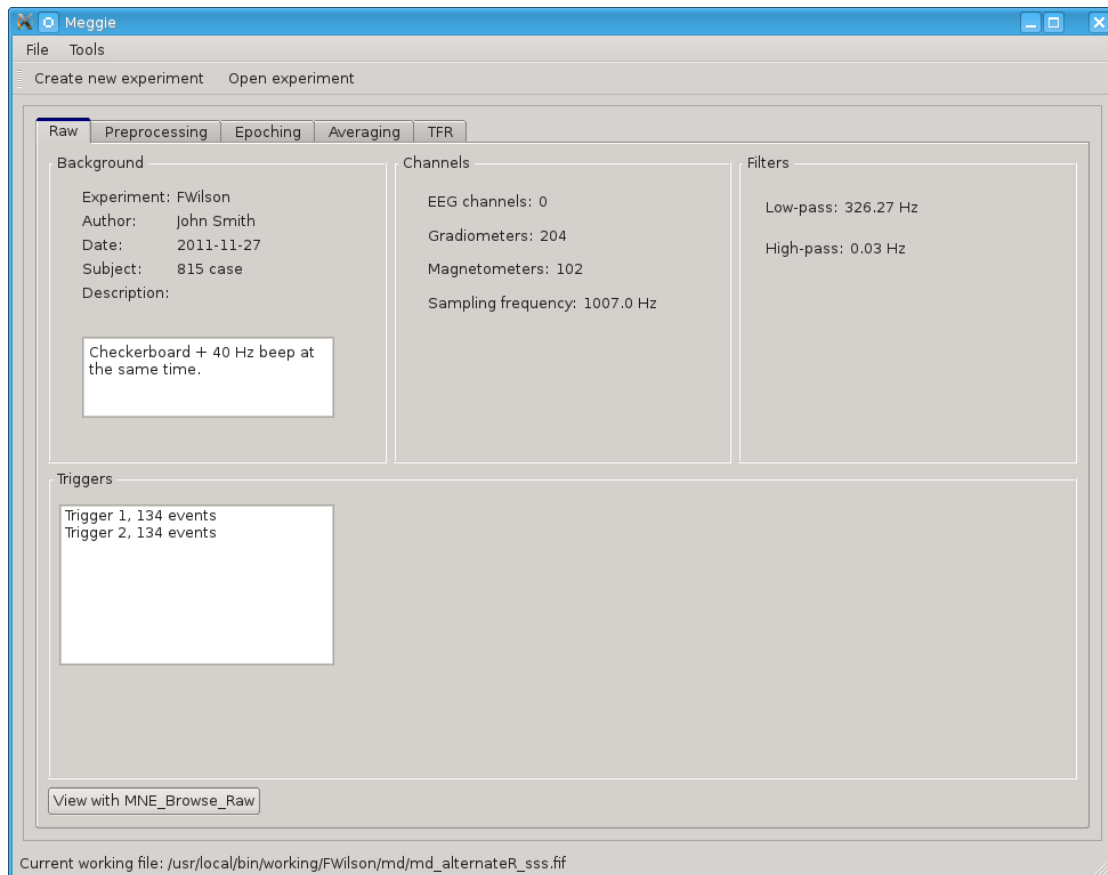 Meggie
File Tools
Create new experiment Open experiment
Raw Preprocessing Epoching Averaging TFR
Background
Experiment: FWilson
Author: John Smith
Date: 2011-11-27
Subject: 815 case
Description:
Checkerboard + 40 Hz beep at
the same time.
Channels
EEG channels: 0
Gradiometers: 204
Magnetometers: 102
Sampling frequency: 1007.0 Hz
Filters
Low-pass: 326.27 Hz
High-pass: 0.03 Hz
Triggers
Trigger 1, 134 events
Trigger 2, 134 events
View with MNE_Browse_Raw
Current working file: /usr/local/bin/working/FWilson/md/md_alternateR_sss.fif